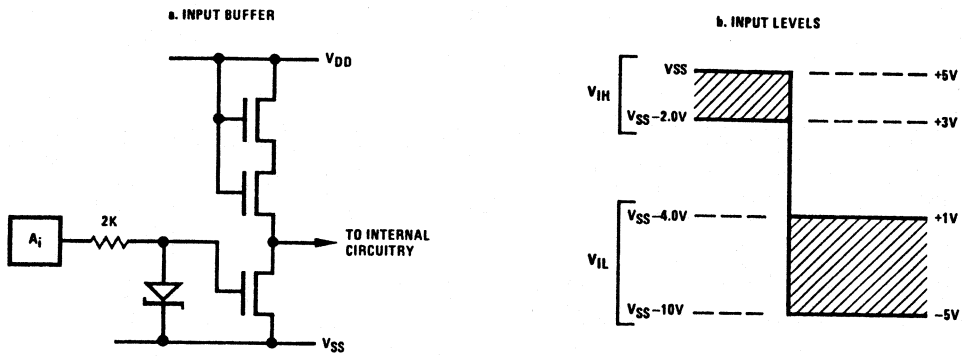 a. INPUT BUFFER
VDD
Ai
2K
TO INTERNAL
CIRCUITRY
VSS
b. INPUT LEVELS
VIH
VSS
+5V
VSS–2.0V
+3V
VIL
VSS–4.0V
+1V
VSS–10V
–5V